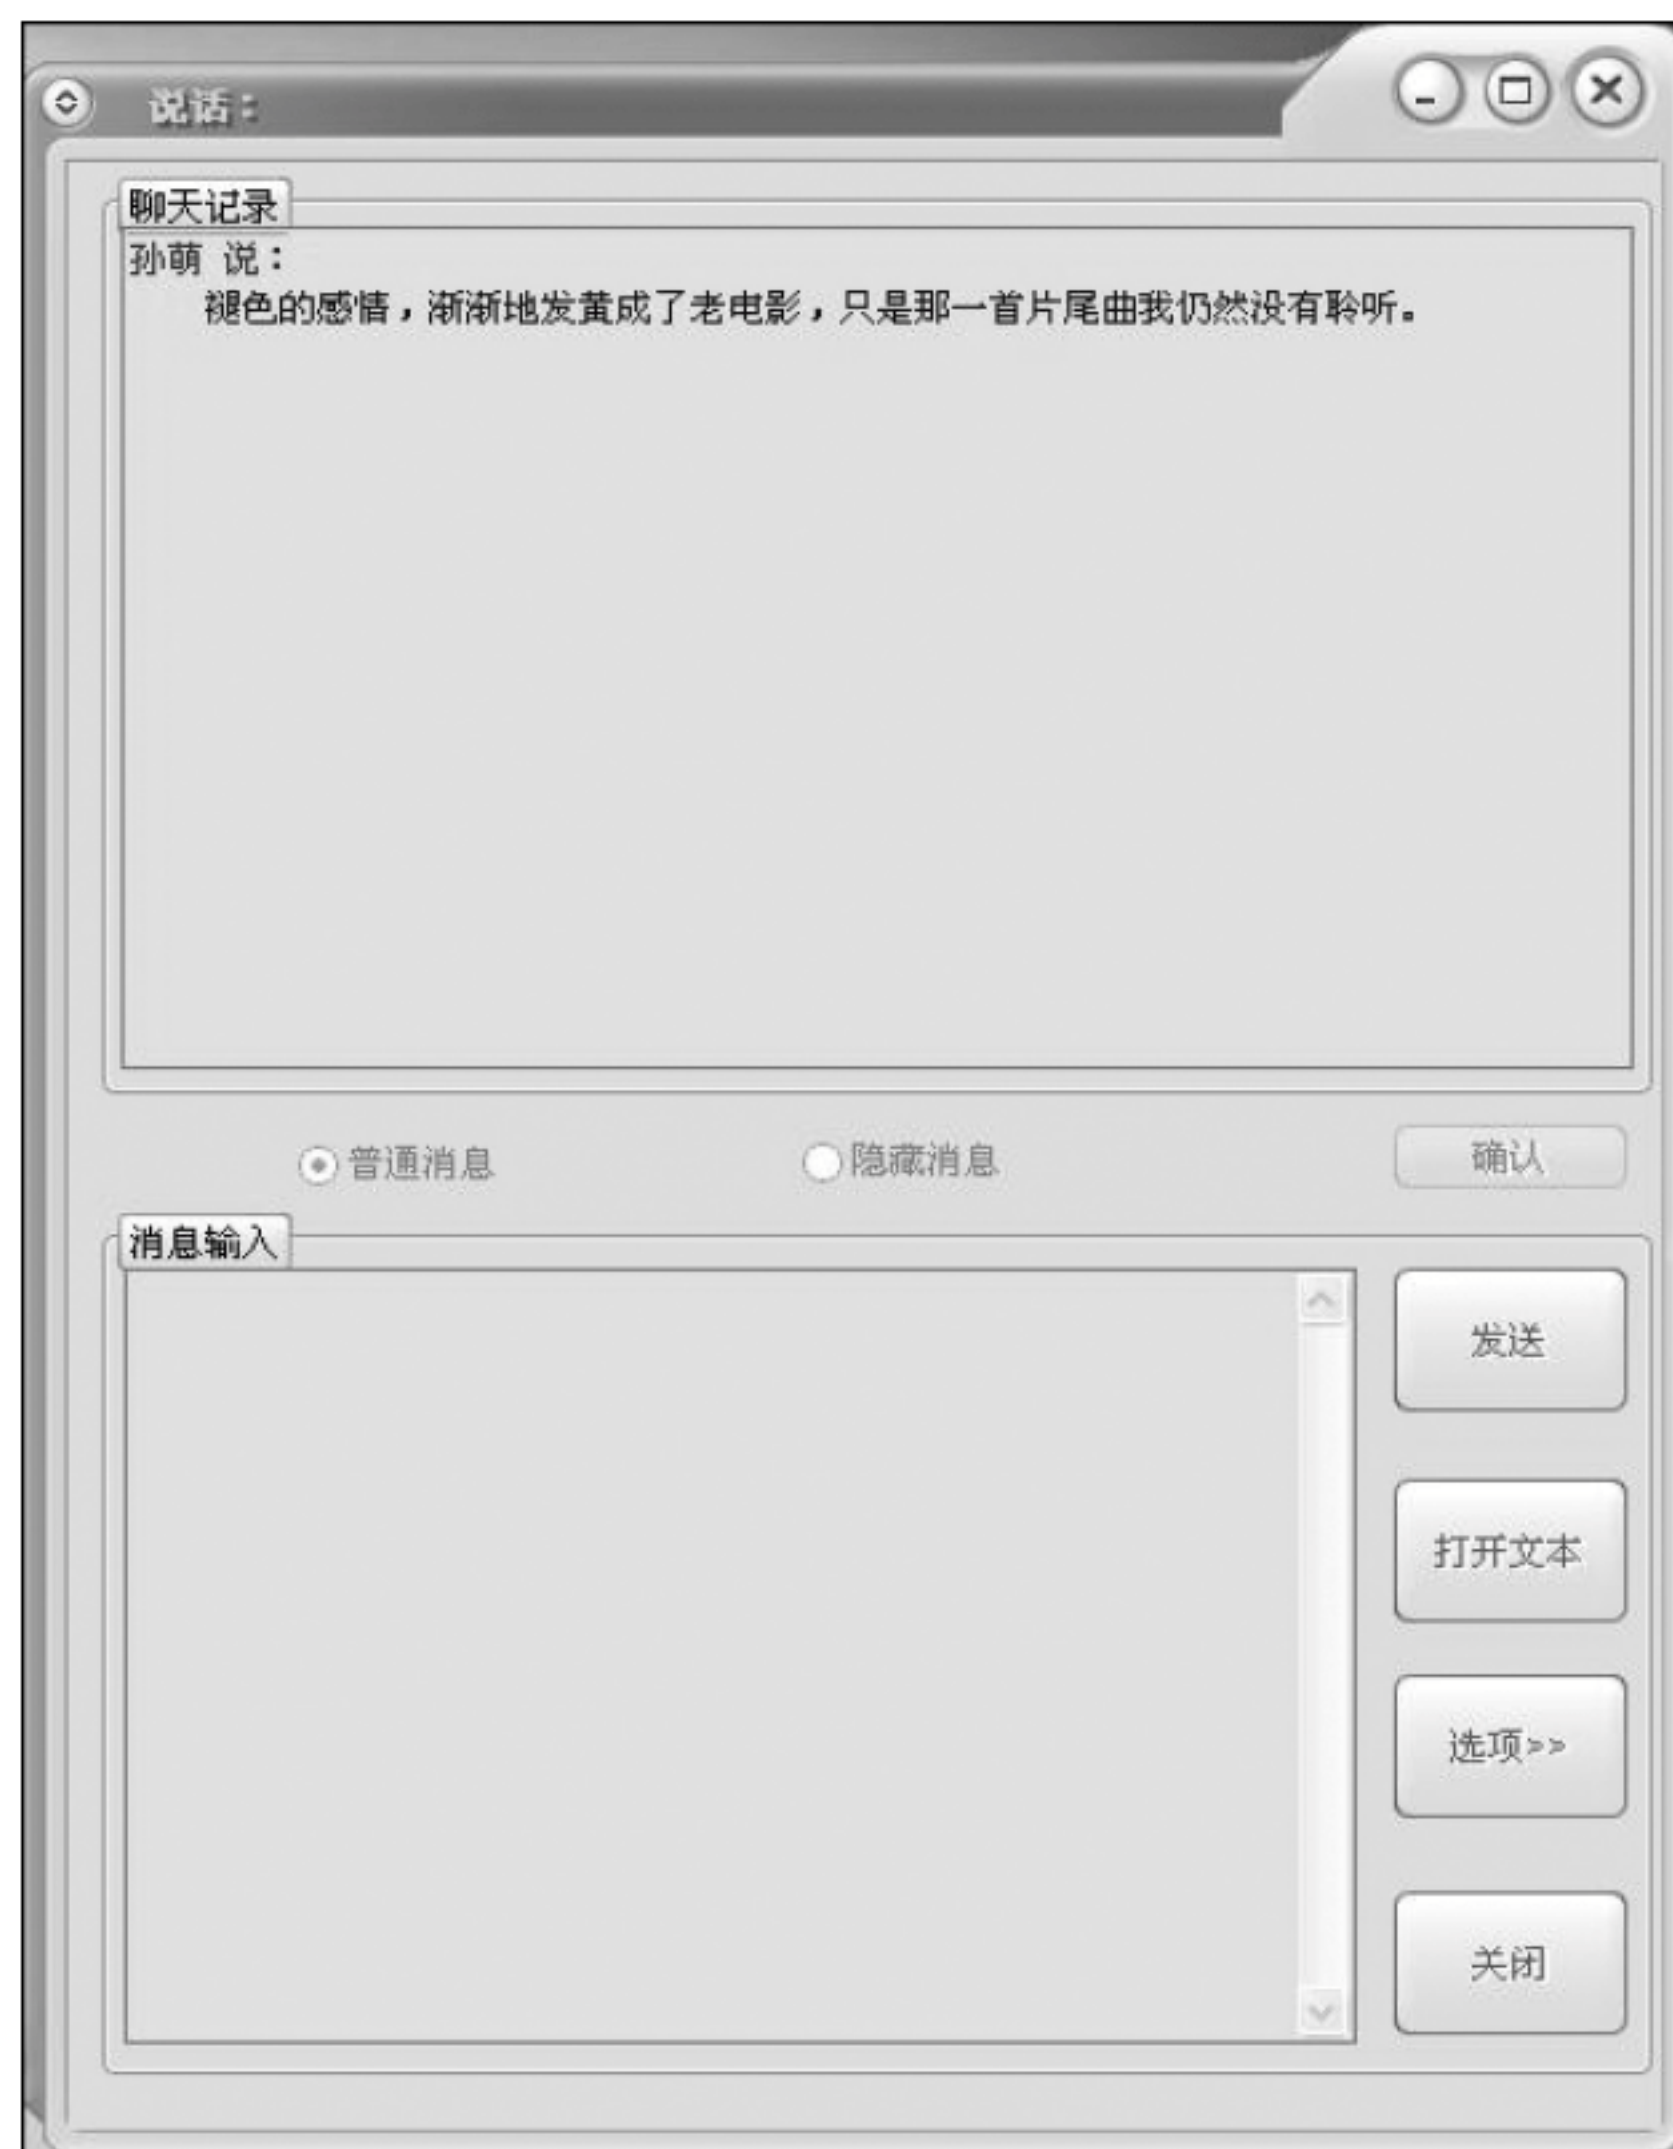 说话：
聊天记录
孙萌 说：
褪色的感情，渐渐地发黄成了老电影，只是那一首片尾曲我仍然没有聆听。
普通消息
隐藏消息
确认
消息输入
发送
打开文本
选项>>
关闭